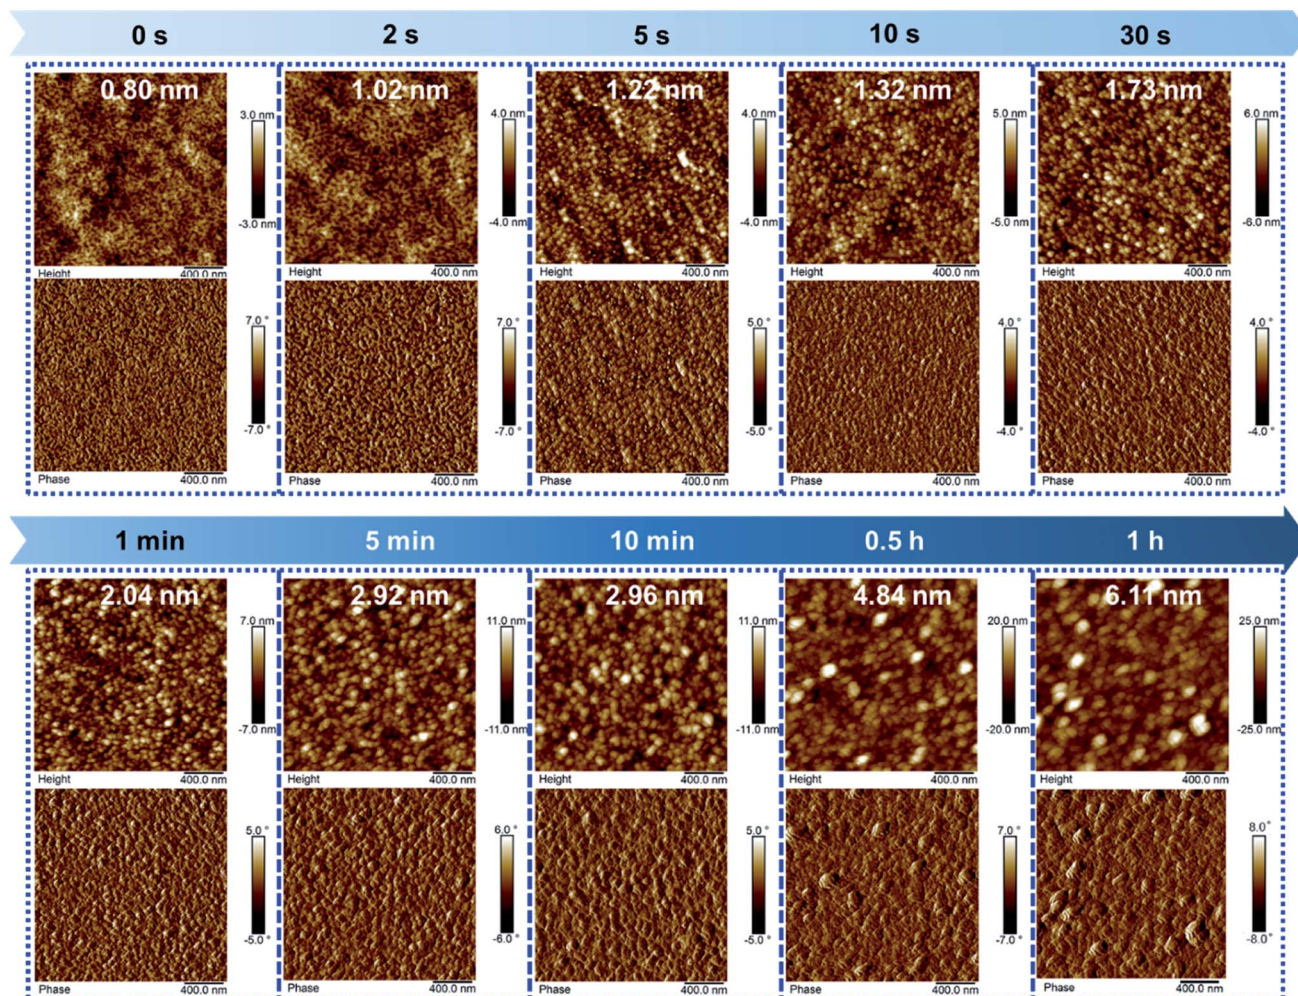 0 s 2 s 5 s 10 s 30 s
0.80 nm 1.02 nm 1.22 nm 1.32 nm 1.73 nm
3.0 nm 4.0 nm 4.0 nm 5.0 nm 6.0 nm
-3.0 nm -4.0 nm -4.0 nm -5.0 nm -6.0 nm
Height 400.0 nm Height 400.0 nm Height 400.0 nm Height 400.0 nm Height 400.0 nm
7.0 ° 7.0 ° 5.0 ° 4.0 ° 4.0 °
-7.0 ° -7.0 ° -5.0 ° -4.0 ° -4.0 °
Phase 400.0 nm Phase 400.0 nm Phase 400.0 nm Phase 400.0 nm Phase 400.0 nm
1 min 5 min 10 min 0.5 h 1 h
2.04 nm 2.92 nm 2.96 nm 4.84 nm 6.11 nm
7.0 nm 11.0 nm 11.0 nm 20.0 nm 25.0 nm
-7.0 nm -11.0 nm -11.0 nm -20.0 nm -25.0 nm
Height 400.0 nm Height 400.0 nm Height 400.0 nm Height 400.0 nm Height 400.0 nm
5.0 ° 6.0 ° 5.0 ° 7.0 ° 8.0 °
-5.0 ° -6.0 ° -5.0 ° -7.0 ° -8.0 °
Phase 400.0 nm Phase 400.0 nm Phase 400.0 nm Phase 400.0 nm Phase 400.0 nm